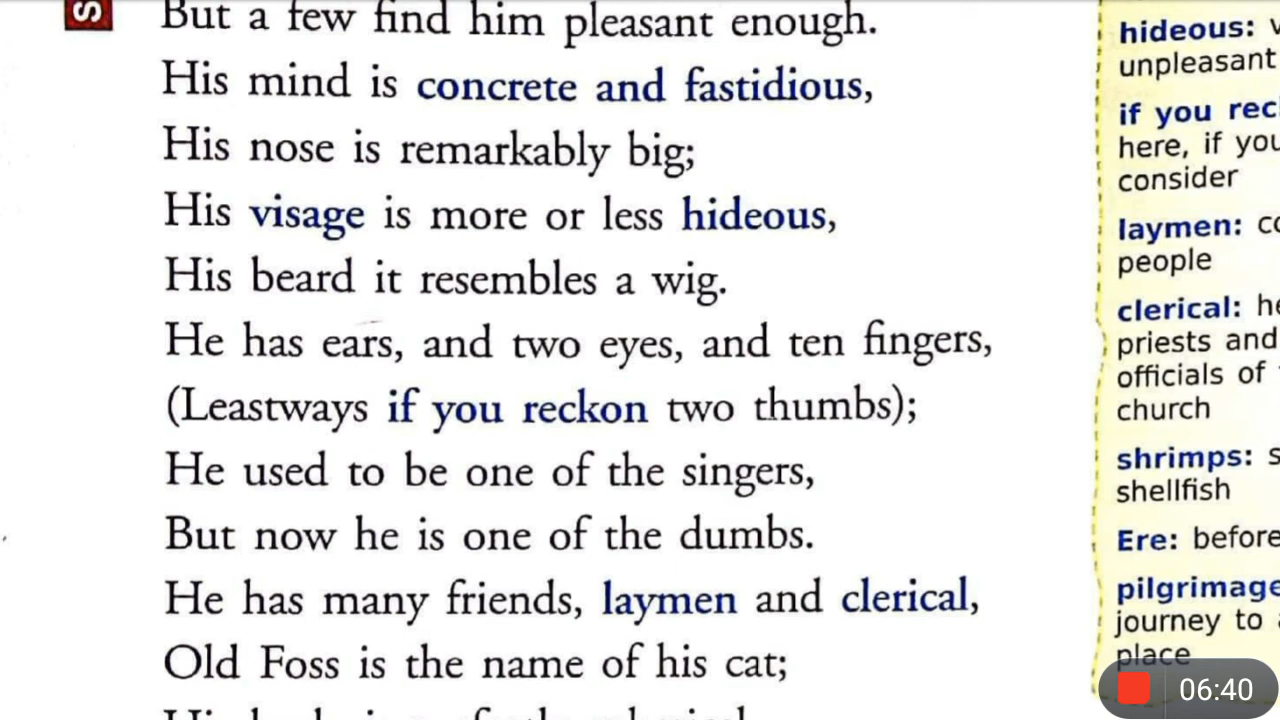 S
But a few find him pleasant enough.
His mind is concrete and fastidious,
His nose is remarkably big;
His visage is more or less hideous,
His beard it resembles a wig.
He has ears, and two eyes, and ten fingers,
(Leastways if you reckon two thumbs);
He used to be one of the singers,
But now he is one of the dumbs.
He has many friends, laymen and clerical,
Old Foss is the name of his cat;
hideous:
unpleasant
if you
here, if
consider
laymen:
people
clerical:
priests and
officials of
church
shrimps:
shellfish
Ere: before
pilgrimage
journey to
place
06:40